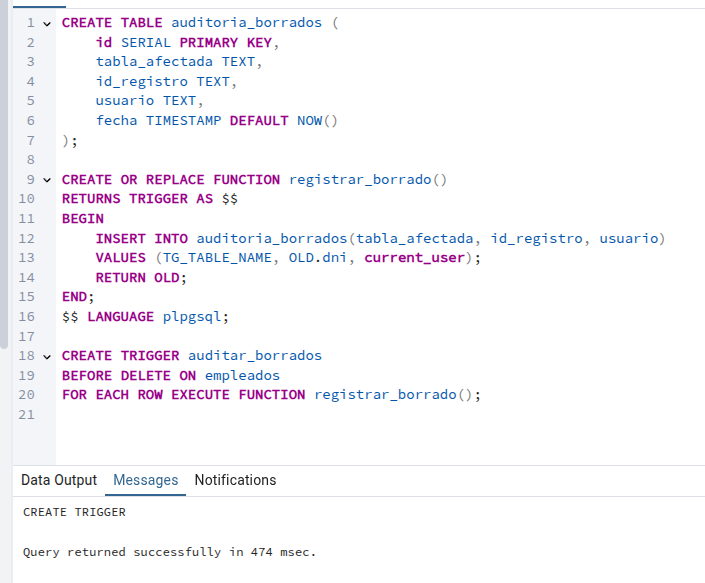 1 CREATE TABLE auditoria_borrados (
2 id SERIAL PRIMARY KEY,
3 tabla_afectada TEXT,
4 id_registro TEXT,
5 usuario TEXT,
6 fecha TIMESTAMP DEFAULT NOW()
7 );
8
9 CREATE OR REPLACE FUNCTION registrar_borrado()
10 RETURNS TRIGGER AS $$
11 BEGIN
12 INSERT INTO auditoria_borrados(tabla_afectada, id_registro, usuario)
13 VALUES (TG_TABLE_NAME, OLD.dni, current_user);
14 RETURN OLD;
15 END;
16 $$ LANGUAGE plpgsql;
17
18 CREATE TRIGGER auditar_borrados
19 BEFORE DELETE ON empleados
20 FOR EACH ROW EXECUTE FUNCTION registrar_borrado();
21
Data Output Messages Notifications
CREATE TRIGGER
Query returned successfully in 474 msec.